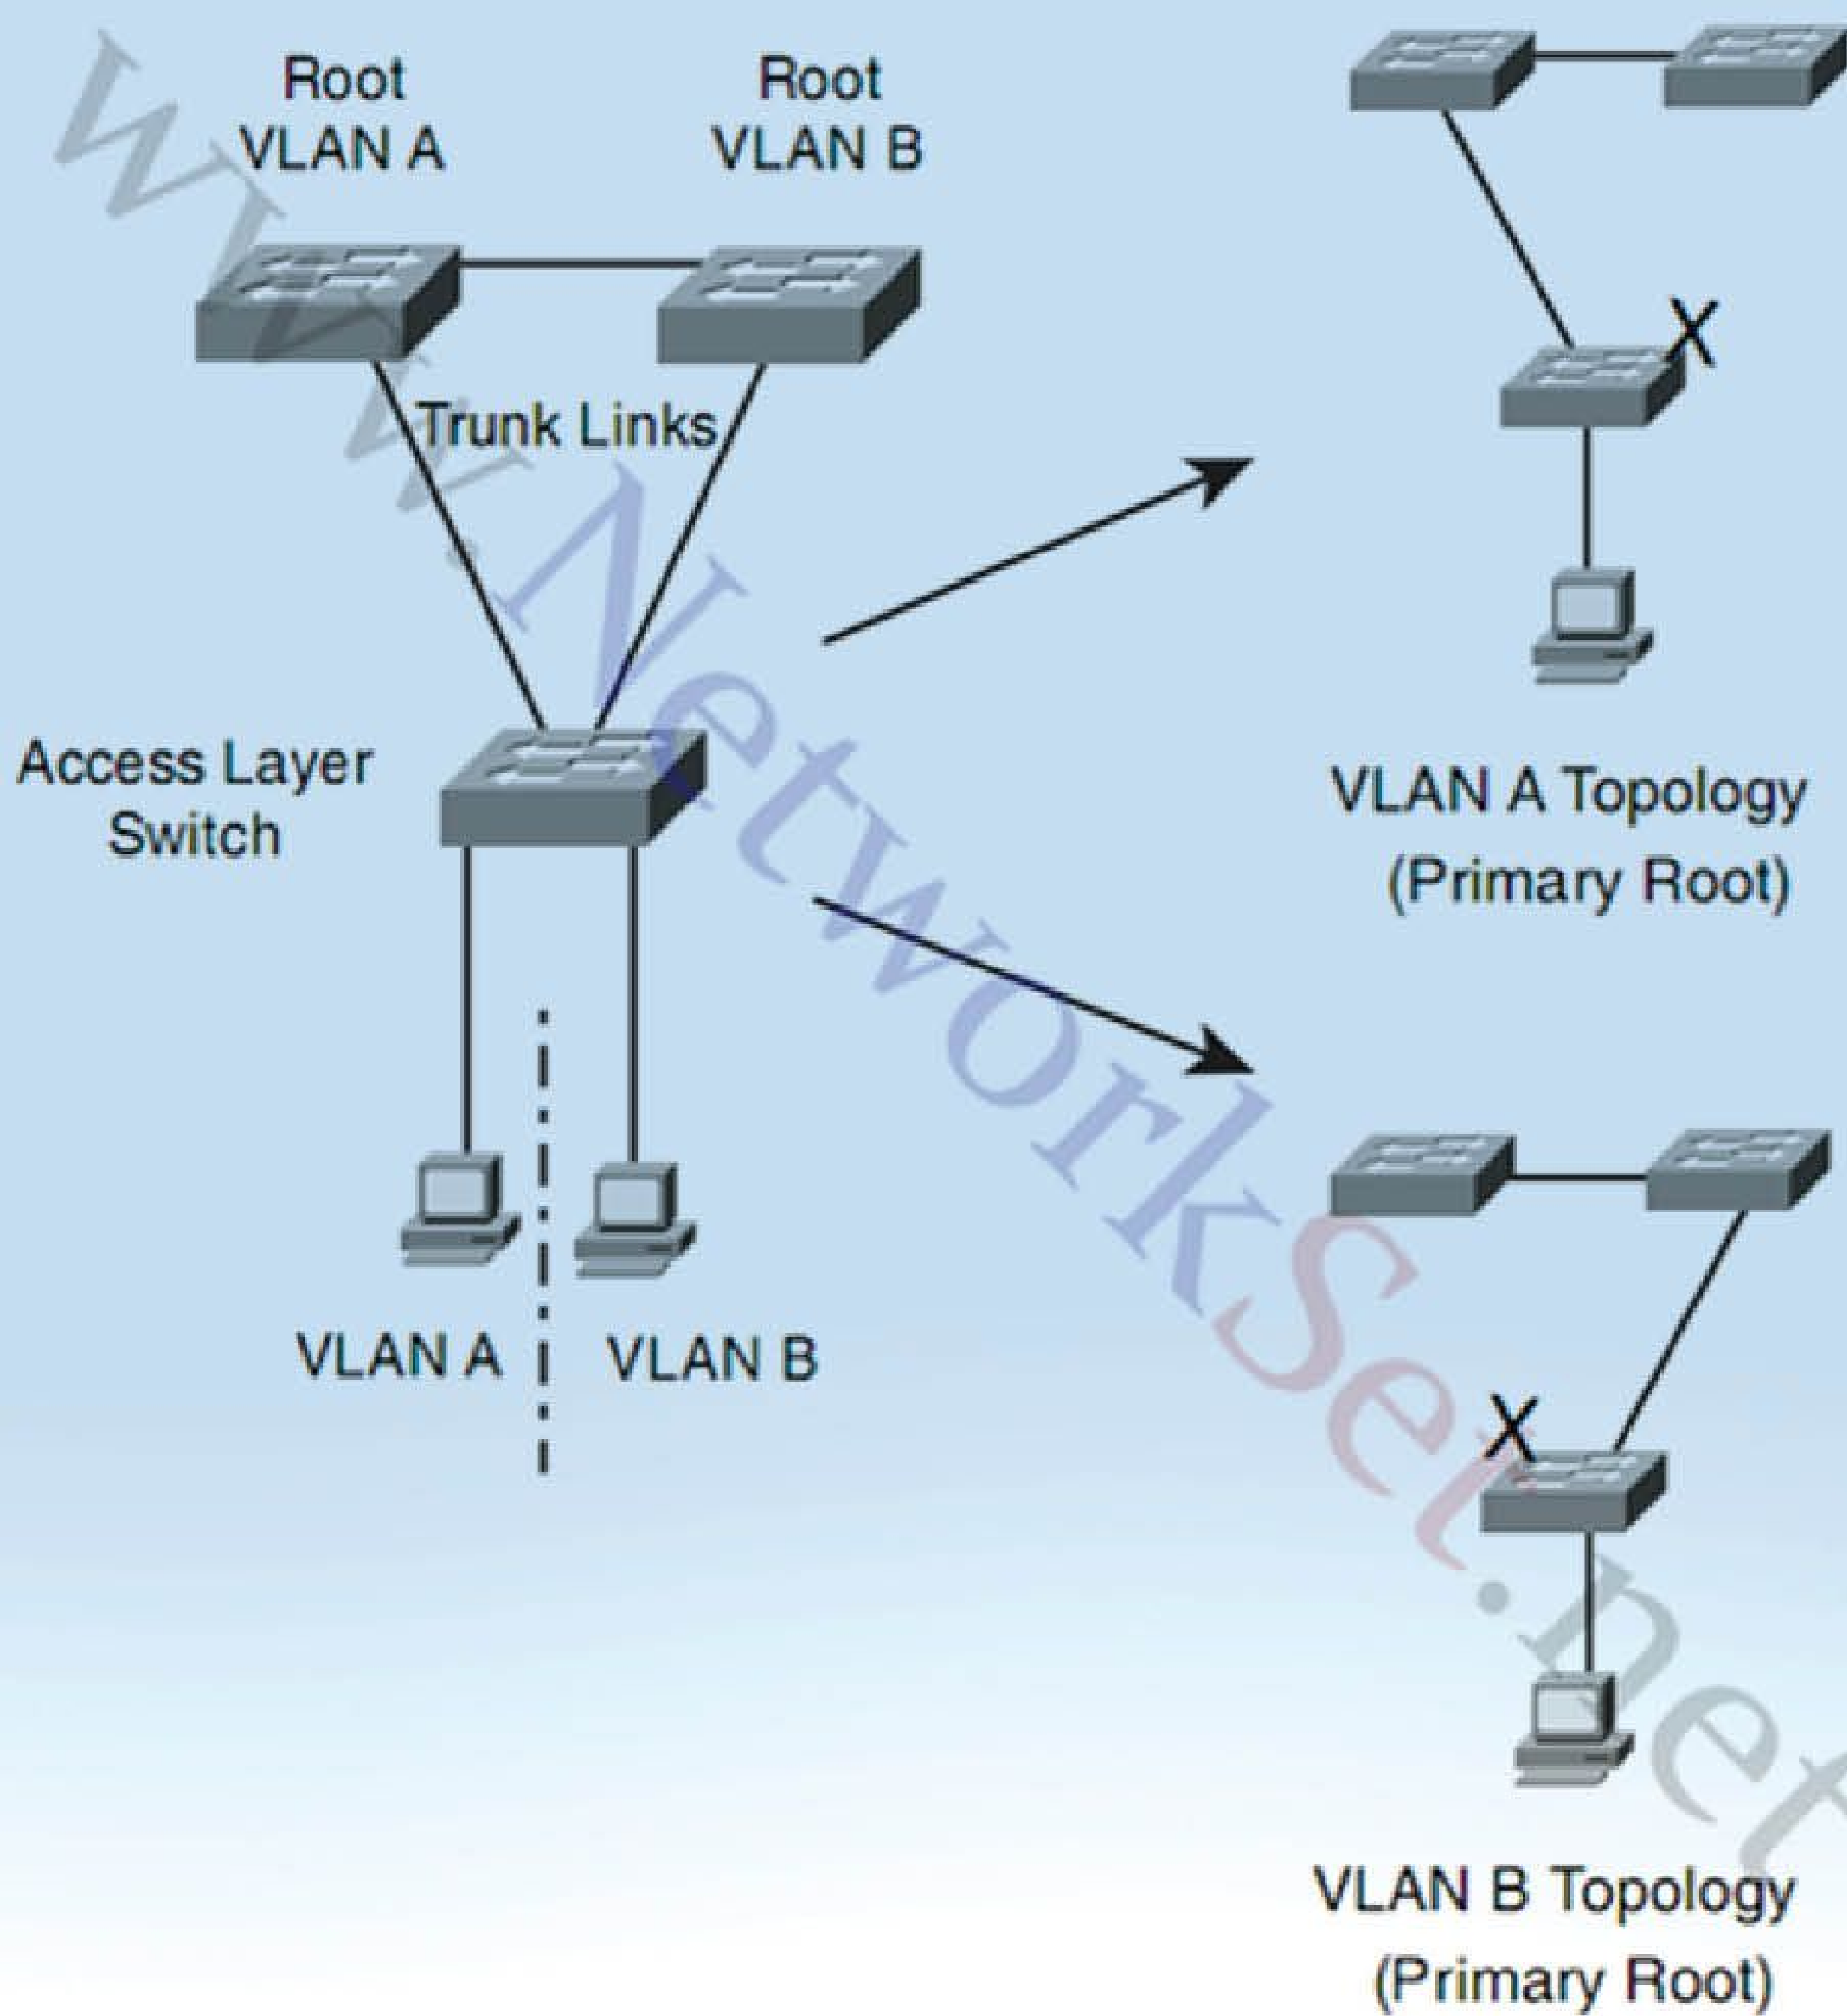 Root
VLAN A
Root
VLAN B
Trunk Links
Access Layer
Switch
VLAN A
VLAN B
X
VLAN A Topology
(Primary Root)
X
VLAN B Topology
(Primary Root)
www.NetworkSet.net